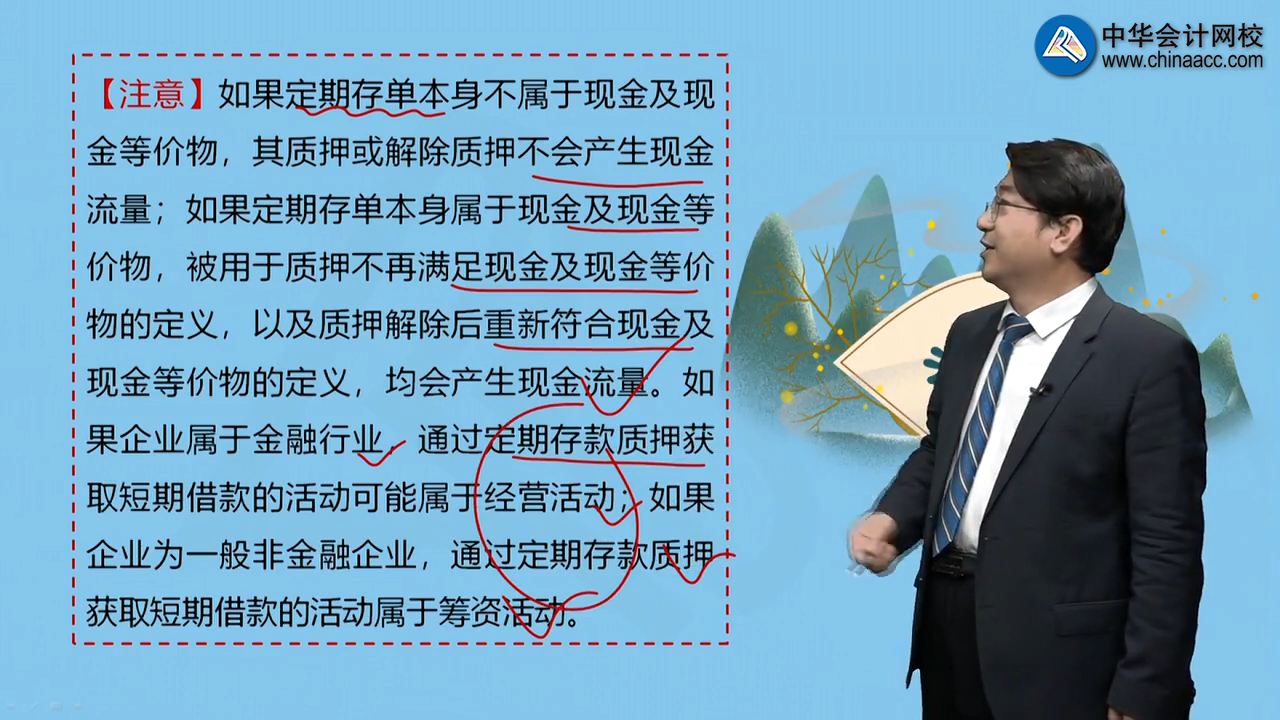 中华会计网校
www.chinaacc.com
【注意】如果定期存单本身不属于现金及现
金等价物，其质押或解除质押不会产生现金
流量；如果定期存单本身属于现金及现金等
价物，被用于质押不再满足现金及现金等价
物的定义，以及质押解除后重新符合现金及
现金等价物的定义，均会产生现金流量。如
果企业属于金融行业，通过定期存款质押获
取短期借款的活动可能属于经营活动；如果
企业为一般非金融企业，通过定期存款质押
获取短期借款的活动属于筹资活动。